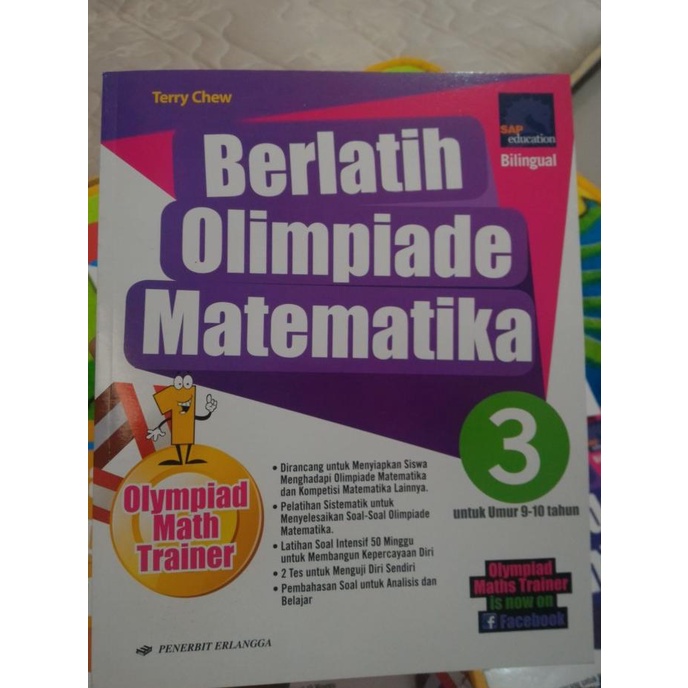 Terry Chew
SAP
education
Bilingual
Berlatih
Olimpiade
Matematika
1
Olympiad
Math
Trainer
3
untuk Umur 9-10 tahun
• Dirancang untuk Menyiapkan Siswa
Menghadapi Olimpiade Matematika
dan Kompetisi Matematika Lainnya.
• Pelatihan Sistematik untuk
Menyelesaikan Soal-Soal Olimpiade
Matematika.
• Latihan Soal Intensif 50 Minggu
untuk Membangun Kepercayaan Diri
• 2 Tes untuk Menguji Diri Sendiri
• Pembahasan Soal untuk Analisis dan
Belajar
Olympiad
Maths Trainer
is now on
f Facebook
PENERBIT ERLANGGA